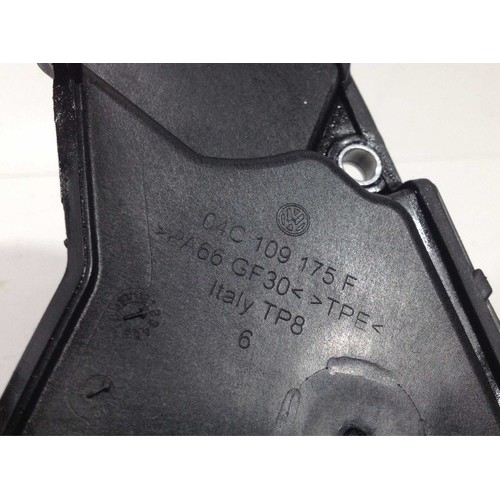 04C 109 175 F
>PA66 GF30< >TPE<
Italy TP8
6